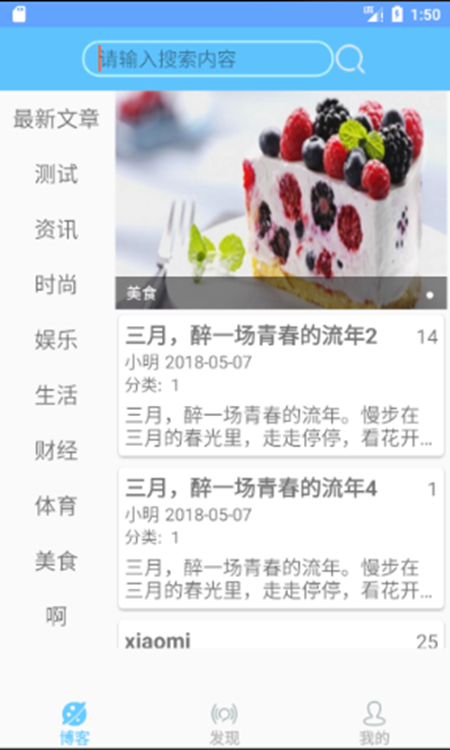 LTE 1:50
请输入搜索内容
最新文章
测试
资讯
时尚
娱乐
生活
财经
体育
美食
啊
美食
三月，醉一场青春的流年2 14
小明 2018-05-07
分类: 1
三月，醉一场青春的流年。慢步在
三月的春光里，走走停停，看花开...
三月，醉一场青春的流年4 1
小明 2018-05-07
分类: 1
三月，醉一场青春的流年。慢步在
三月的春光里，走走停停，看花开...
xiaomi 25
博客 发现 我的